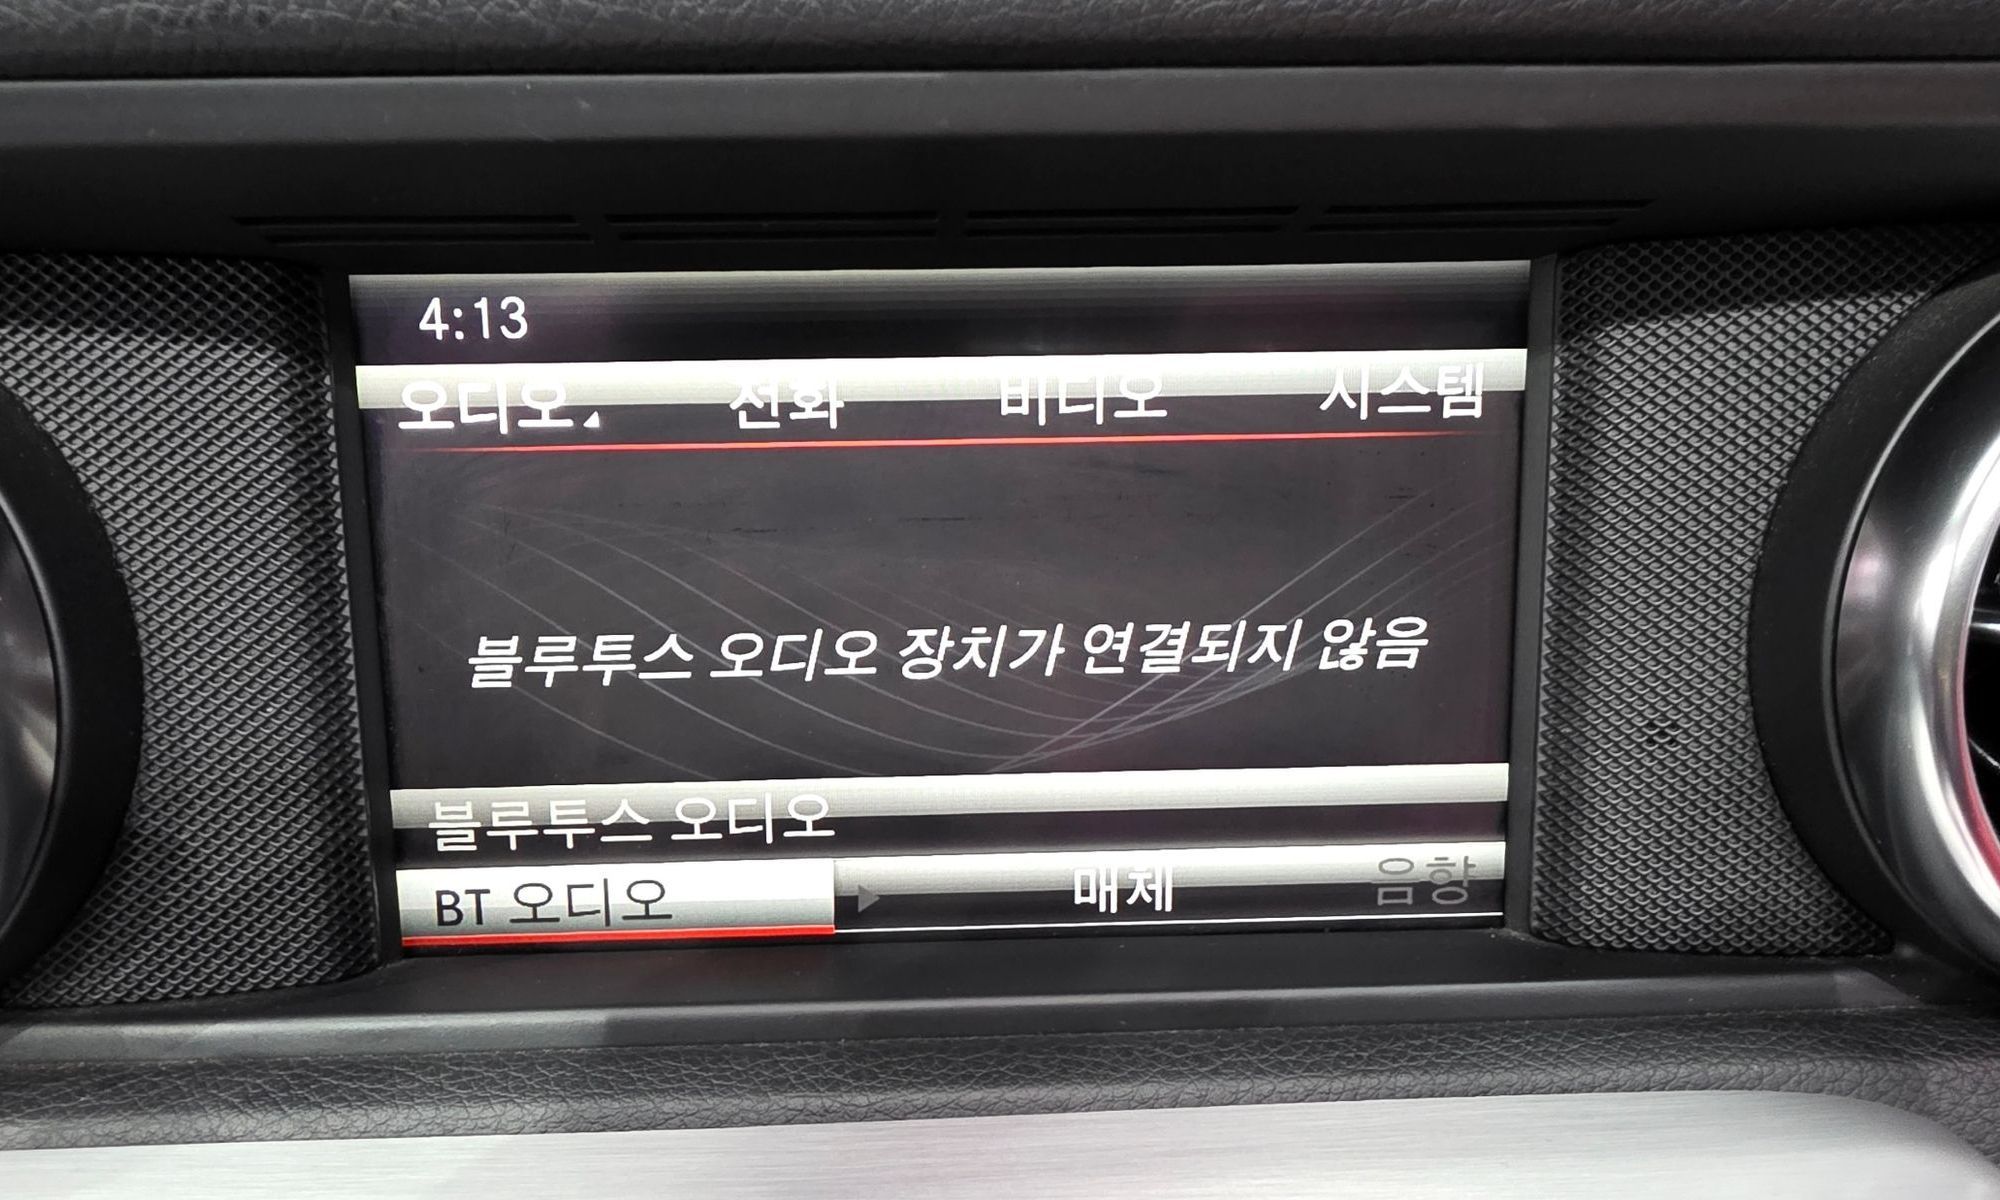 4:13
오디오 전화 비디오 시스템
블루투스 오디오 장치가 연결되지 않음
블루투스 오디오
BT 오디오 매체 음향